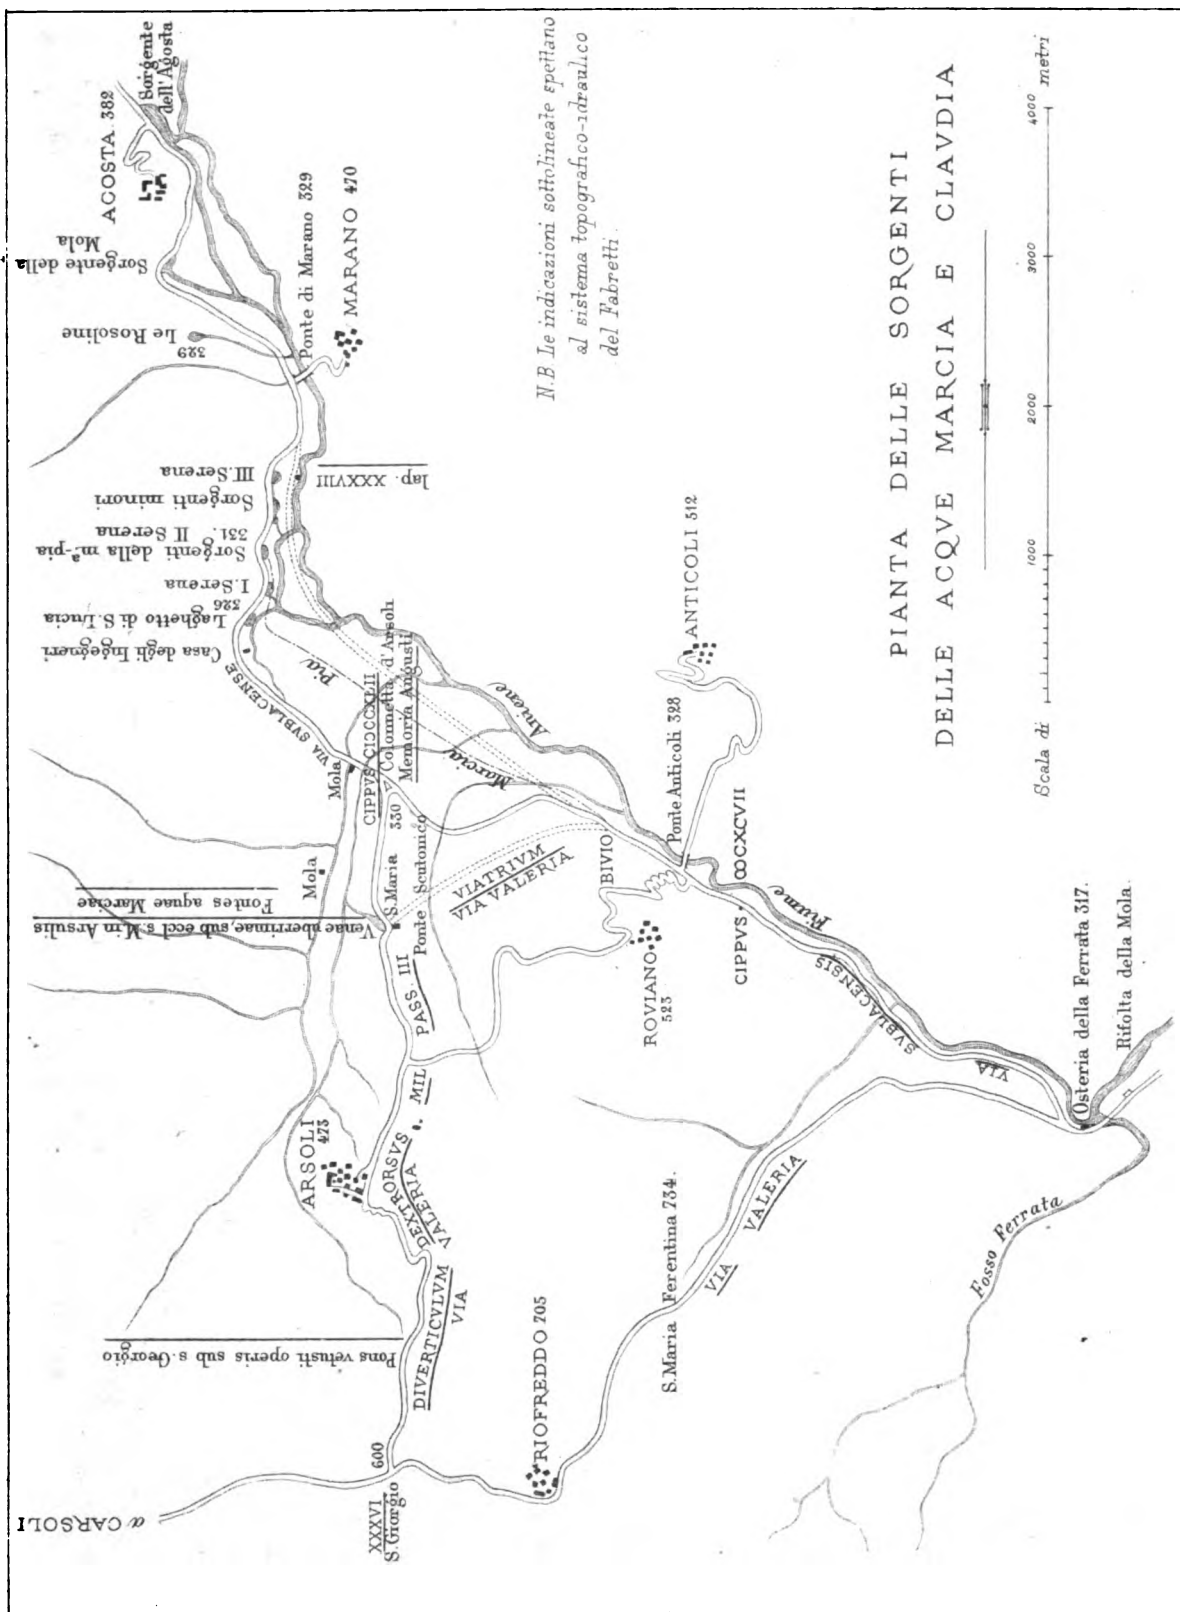 PIANTA DELLE SORGENTI
DELLE ACQVE MARCIA E CLAVDIA
Scala di
1000
2000
3000
4000
metri
N.B. Le indicazioni sottolineate spettano
al sistema topografico-idraulico
del Fabretti.
Sorgente
dell'Agosta
AGOSTA 382
Sorgente della
Mola
Le Rosoline
329
Ponte di Marano 329
MARANO 470
III. Serena
Sorgenti minori
331. II Serena
Sorgenti della m.ª-pia
I. Serena
326
Laghetto di S. Lucia
Casa degli Ingegneri
lap. XXXVIII
VIA SVBLACENSE
Pia
Marcia
Aniene
Fiume
Mola
CIPPVS CIƆCCXLII
Colonnetta d'Arsoli
Memoria Augusti
330
Mola
Fontes aquae Marciae
Venae uberrimae, sub eccl. s. M. in Arsulis
S. Maria
Ponte Scutonico
VIATRIVM
VIA VALERIA
BIVIO
Ponte Anticoli 328
ANTICOLI 512
CIPPVS ꝎCXCVII
ROVIANO
523
MIL PASS. III
ARSOLI
473
DEXTRORSVS
VALERIA
DIVERTICVLVM
VIA
Pons vetusti operis sub s. Georgio
600
XXXVI
S. Giorgio
a CARSOLI
RIOFREDDO 705
S. Maria Ferentina 734.
VIA VALERIA
VIA SVBLACENSIS
Osteria della Ferrata 317.
Rifolta della Mola.
Fosso Ferrata